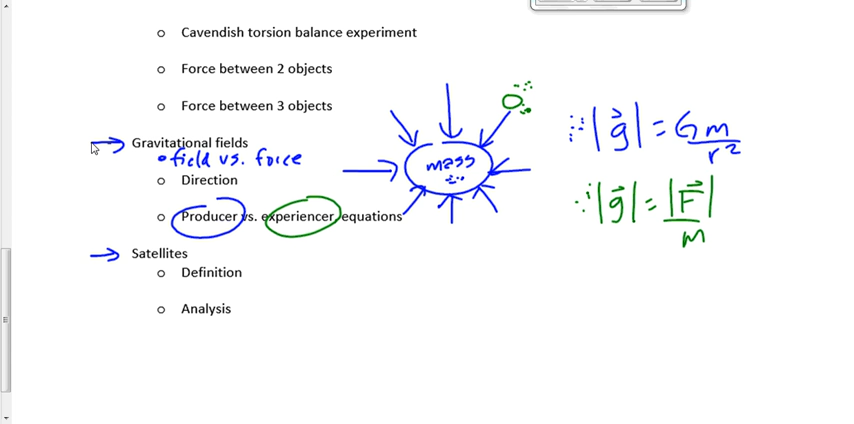 o Cavendish torsion balance experiment
o Force between 2 objects
o Force between 3 objects
Gravitational fields
• field vs. force
o Direction
o Producer vs. experiencer equations
Satellites
o Definition
o Analysis
mass
|g⃗| = G m / r²
|g⃗| = |F⃗| / m